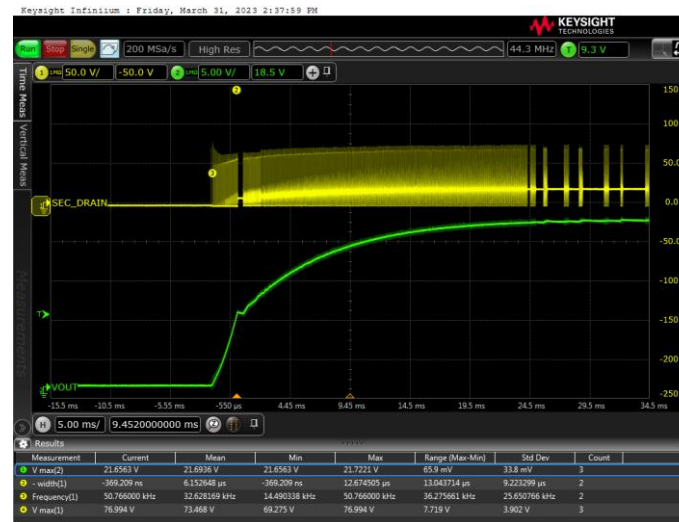 Keysight Infiniium : Friday, March 31, 2023 2:37:59 PM
KEYSIGHT
TECHNOLOGIES
Run Stop Single 200 MSa/s High Res 44.3 MHz T 9.3 V
1 1MΩ 50.0 V/ -50.0 V 2 1MΩ 5.00 V/ 18.5 V +
Time Meas
Vertical Meas
Measurements
2
3
150
100
50.0
0.0
-50.0
-100
-150
-200
-250
SEC_DRAIN
T
VOUT
-15.5 ms -10.5 ms -5.55 ms -550 µs 4.45 ms 9.45 ms 14.5 ms 19.5 ms 24.5 ms 29.5 ms 34.5 ms
H 5.00 ms/ 9.4520000000 ms
Results
Measurement Current Mean Min Max Range (Max-Min) Std Dev Count
V max(2) 21.6563 V 21.6936 V 21.6563 V 21.7221 V 65.9 mV 33.8 mV 3
- width(1) -369.209 ns 6.152648 µs -369.209 ns 12.674505 µs 13.043714 µs 9.223299 µs 2
Frequency(1) 50.766000 kHz 32.628169 kHz 14.490338 kHz 50.766000 kHz 36.275661 kHz 25.650766 kHz 2
V max(1) 76.994 V 73.468 V 69.275 V 76.994 V 7.719 V 3.902 V 3